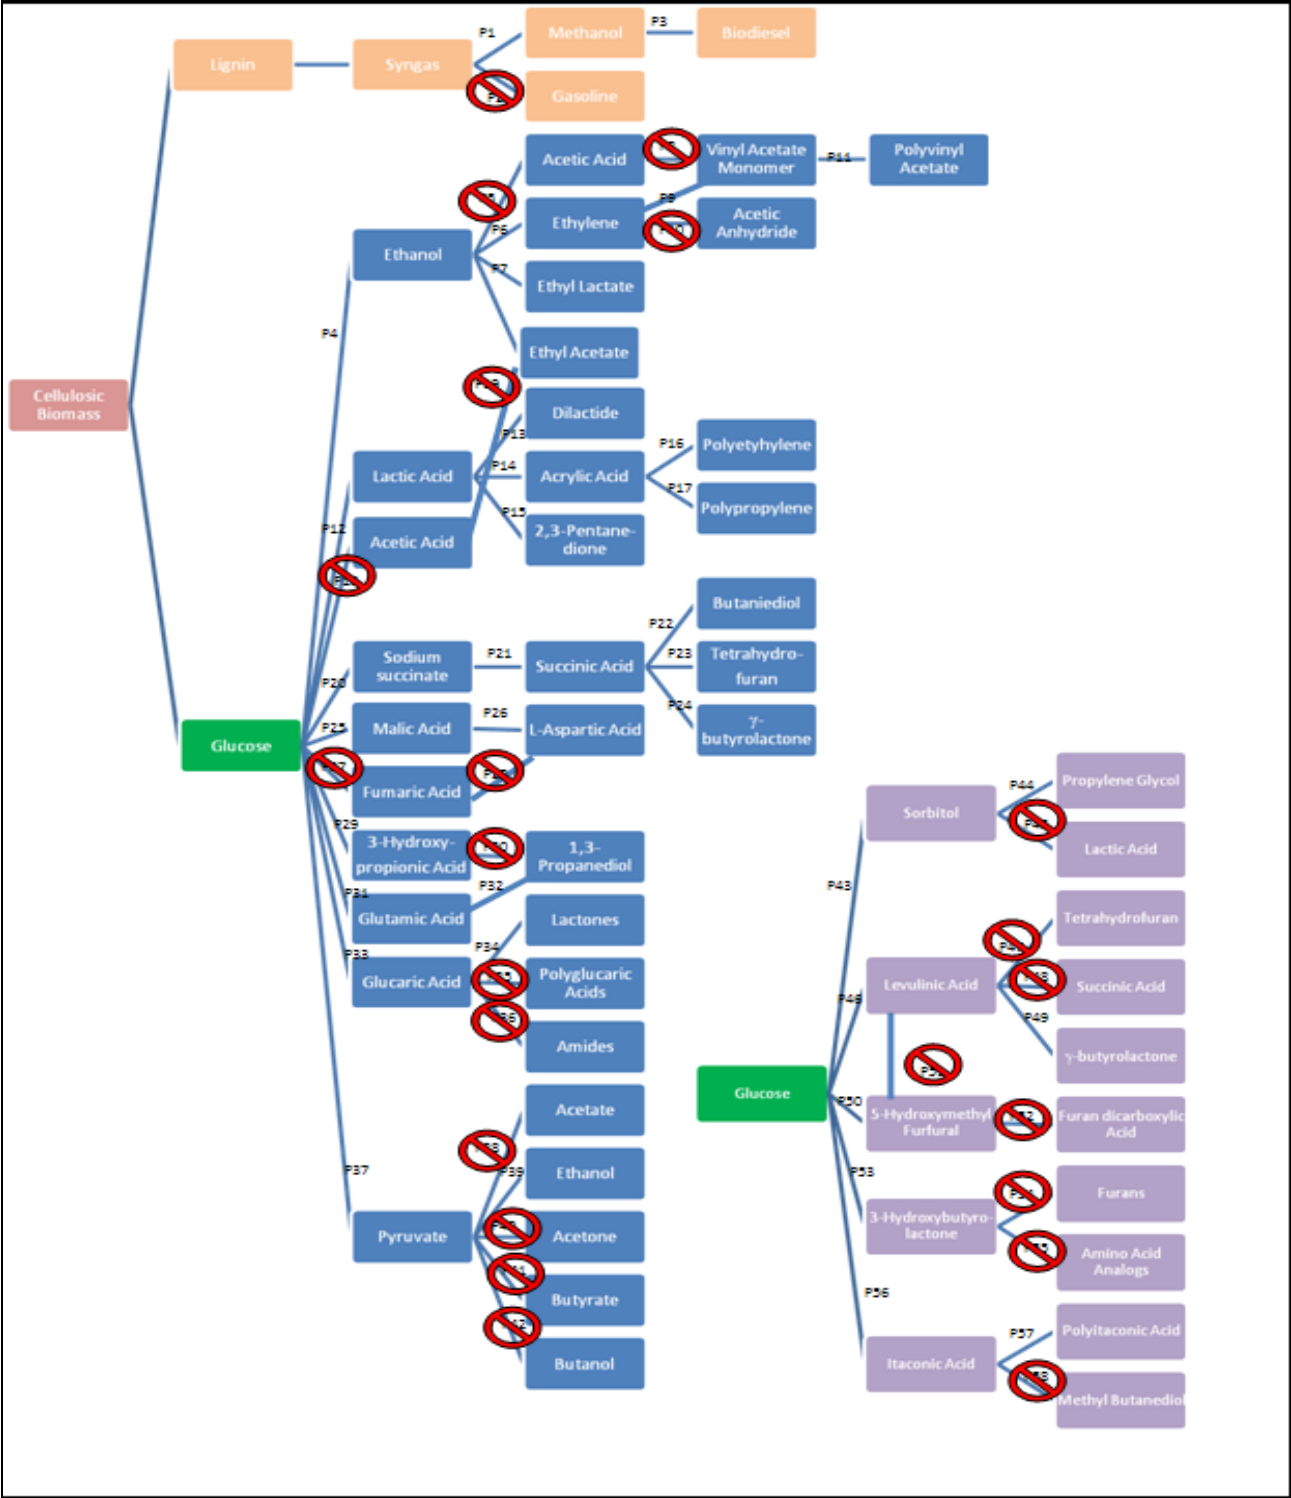 P1
Methanol
P3
Biodiesel
Lignin
Syngas
Gasoline
Acetic Acid
Vinyl Acetate
Monomer
P11
Polyvinyl
Acetate
P9
Ethylene
P6
Acetic
Anhydride
Ethanol
P7
Ethyl Lactate
P4
Ethyl Acetate
Cellulosic
Biomass
Dilactide
P13
Lactic Acid
P14
Acrylic Acid
P16
Polyetyhylene
P17
Polypropylene
P15
2,3-Pentane-
dione
P12
Acetic Acid
Butaniediol
P22
Sodium
succinate
P21
Succinic Acid
P23
Tetrahydro-
furan
P20
P24
γ-
butyrolactone
P25
Malic Acid
P26
L-Aspartic Acid
Glucose
Fumaric Acid
P29
3-Hydroxy-
propionic Acid
1,3-
Propanediol
P31
Glutamic Acid
P32
Lactones
P33
P34
Glucaric Acid
Polyglucaric
Acids
Amides
Acetate
P39
Ethanol
P37
Pyruvate
Acetone
Butyrate
Butanol
Propylene Glycol
P44
Sorbitol
Lactic Acid
P43
Tetrahydrofuran
P46
Levulinic Acid
Succinic Acid
P49
γ-butyrolactone
Glucose
P50
5-Hydroxymethyl
Furfural
Furan dicarboxylic
Acid
P53
3-Hydroxybutyro-
lactone
Furans
Amino Acid
Analogs
P56
Itaconic Acid
P57
Polyitaconic Acid
Methyl Butanediol